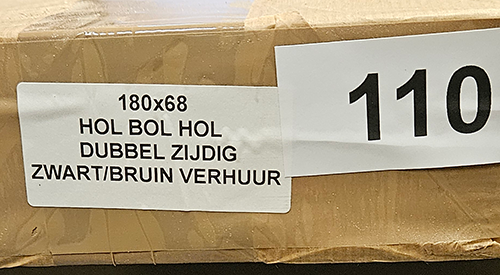 180x68
HOL BOL HOL
DUBBEL ZIJDIG
ZWART/BRUIN VERHUUR
110